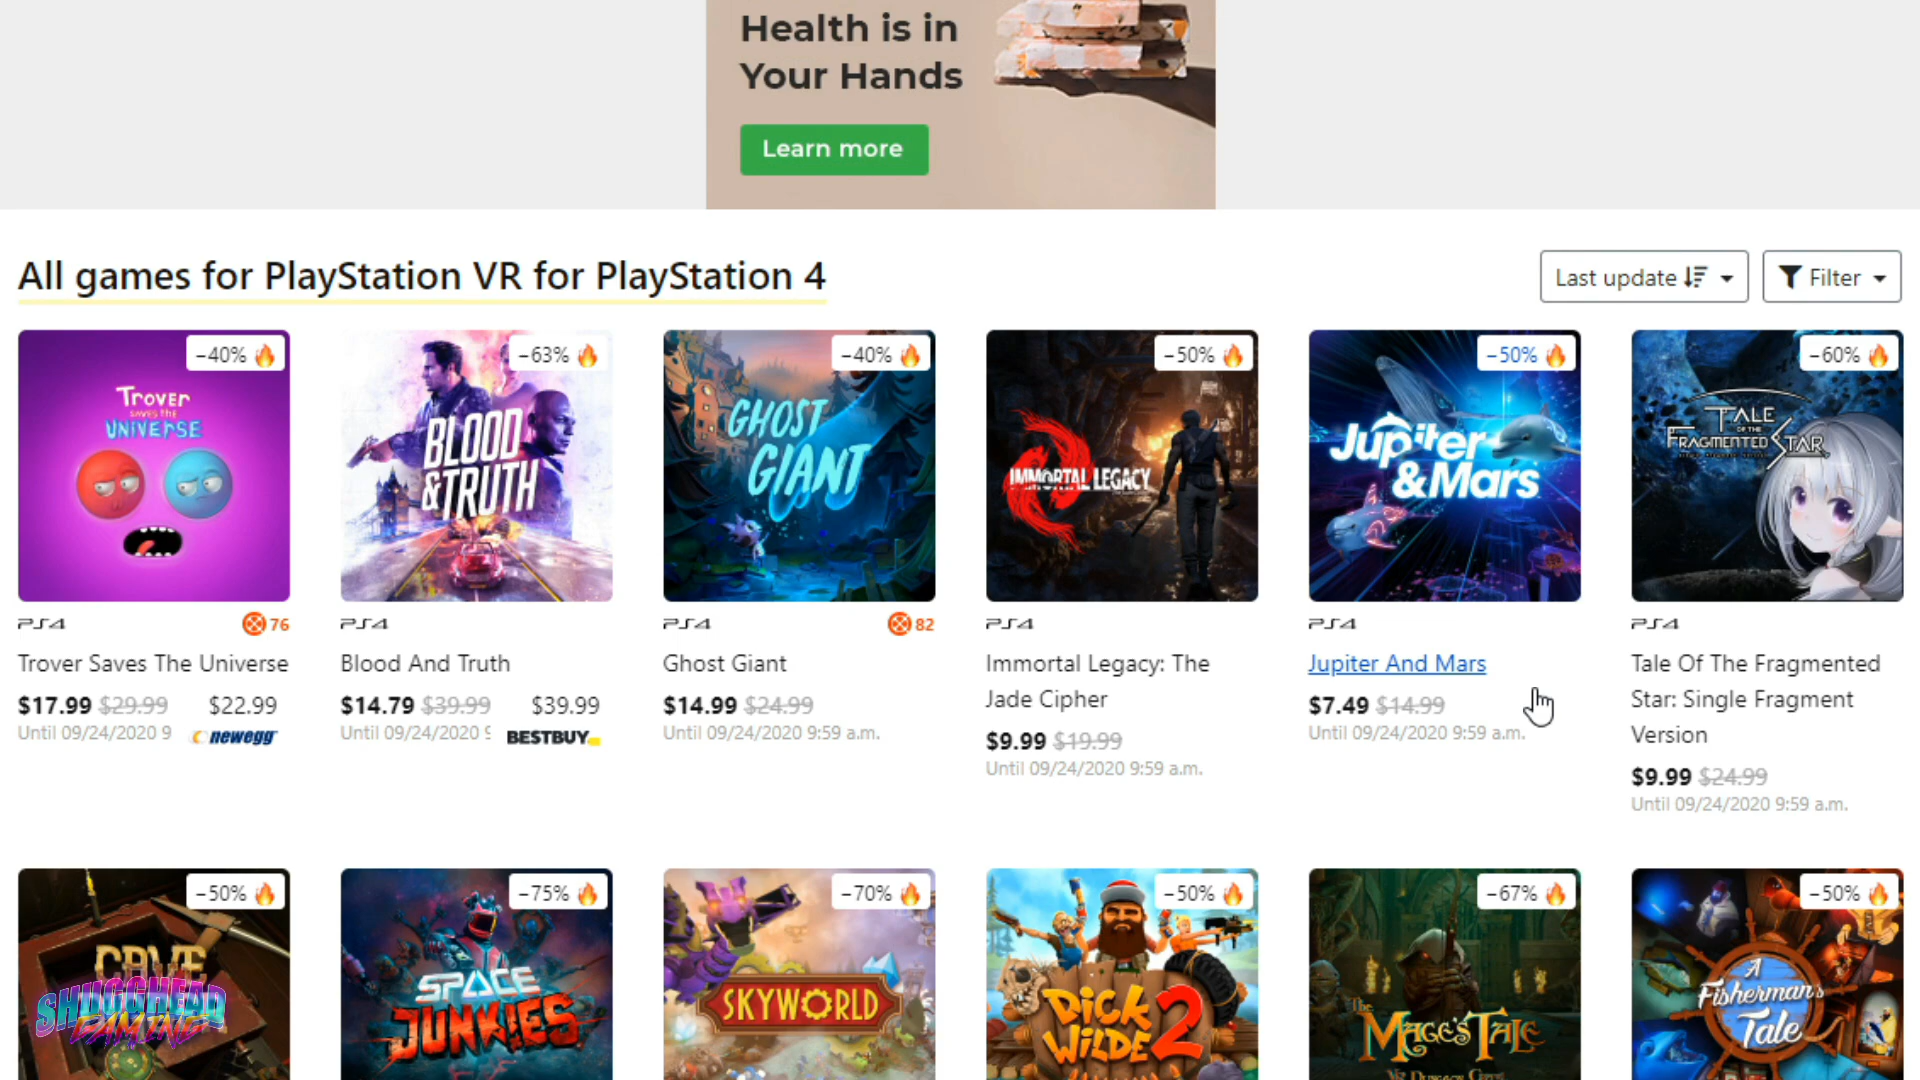 Health is in
Your Hands
Learn more
All games for PlayStation VR for PlayStation 4
Last update
Filter
-40%
Trover
SAVES THE
UNIVERSE
-63%
BLOOD
& TRUTH
-40%
GHOST
GIANT
-50%
IMMORTAL LEGACY
-50%
Jupiter
& Mars
-60%
TALE
OF THE
FRAGMENTED STAR
PS4
76
PS4
PS4
82
PS4
PS4
PS4
Trover Saves The Universe
$17.99 $29.99 $22.99
Until 09/24/2020 9
newegg
Blood And Truth
$14.79 $39.99 $39.99
Until 09/24/2020 9
BESTBUY
Ghost Giant
$14.99 $24.99
Until 09/24/2020 9:59 a.m.
Immortal Legacy: The
Jade Cipher
$9.99 $19.99
Until 09/24/2020 9:59 a.m.
Jupiter And Mars
$7.49 $14.99
Until 09/24/2020 9:59 a.m.
Tale Of The Fragmented
Star: Single Fragment
Version
$9.99 $24.99
Until 09/24/2020 9:59 a.m.
-50%
CAVE
SHUGGHEAD
GAMING
-75%
SPACE
JUNKIES
-70%
SKYWORLD
-50%
DICK
WILDE 2
-67%
The
MAGE'S TALE
-50%
A
Fisherman's
Tale